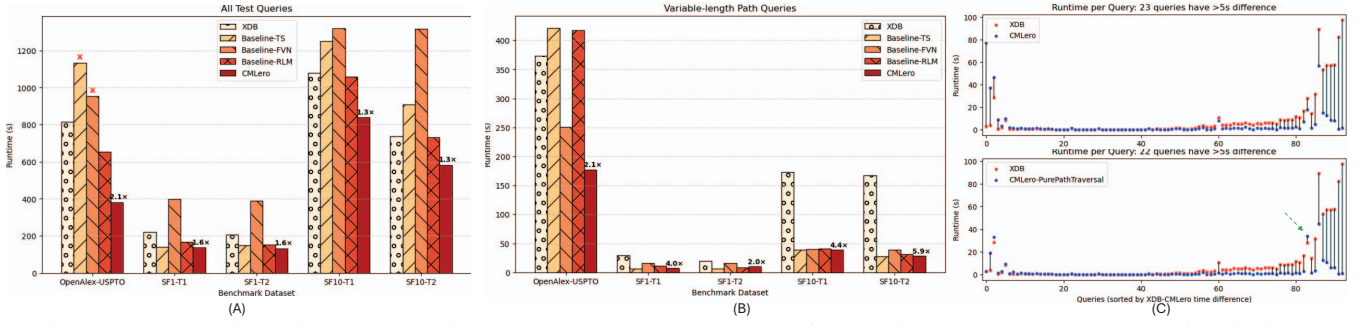 All Test Queries
XDB
Baseline-TS
Baseline-FVN
Baseline-RLM
CMLero
Runtime (s)
1200
1000
800
600
400
200
0
2.1×
1.6×
1.6×
1.3×
1.3×
OpenAlex-USPTO SF1-T1 SF1-T2 SF10-T1 SF10-T2
Benchmark Dataset
(A)
Variable-length Path Queries
XDB
Baseline-TS
Baseline-FVN
Baseline-RLM
CMLero
Runtime (s)
400
350
300
250
200
150
100
50
0
2.1×
4.0×
2.0×
4.4×
5.9×
OpenAlex-USPTO SF1-T1 SF1-T2 SF10-T1 SF10-T2
Benchmark Dataset
(B)
Runtime per Query: 23 queries have >5s difference
XDB
CMLero
Runtime (s)
100
80
60
40
20
0
Runtime per Query: 22 queries have >5s difference
XDB
CMLero-PurePathTraversal
Runtime (s)
100
80
60
40
20
0
0 20 40 60 80
Queries (sorted by XDB-CMLero time difference)
(C)